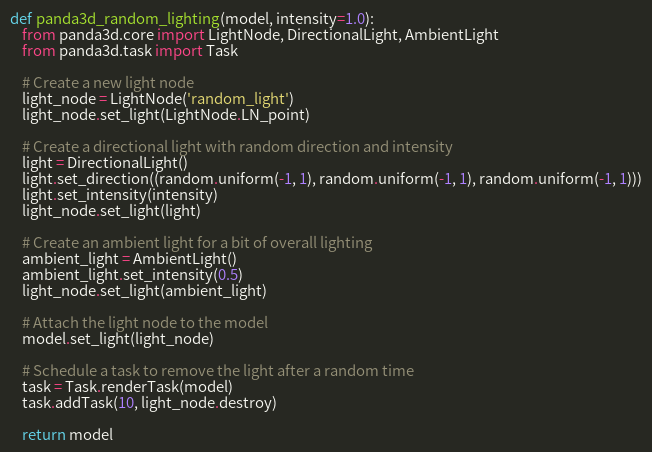 def panda3d_random_lighting(model, intensity=1.0):
from panda3d.core import LightNode, DirectionalLight, AmbientLight
from panda3d.task import Task
# Create a new light node
light_node = LightNode('random_light')
light_node.set_light(LightNode.LN_point)
# Create a directional light with random direction and intensity
light = DirectionalLight()
light.set_direction((random.uniform(-1, 1), random.uniform(-1, 1), random.uniform(-1, 1)))
light.set_intensity(intensity)
light_node.set_light(light)
# Create an ambient light for a bit of overall lighting
ambient_light = AmbientLight()
ambient_light.set_intensity(0.5)
light_node.set_light(ambient_light)
# Attach the light node to the model
model.set_light(light_node)
# Schedule a task to remove the light after a random time
task = Task.renderTask(model)
task.addTask(10, light_node.destroy)
return model